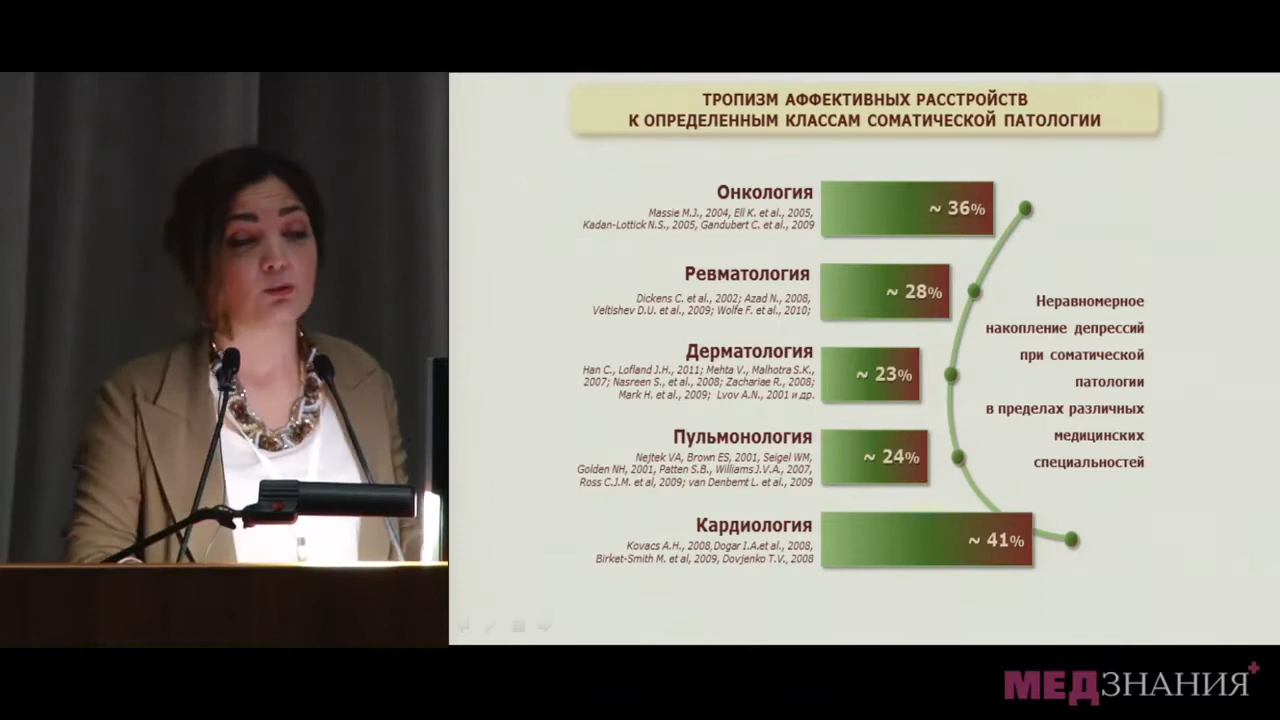 ТРОПИЗМ АФФЕКТИВНЫХ РАССТРОЙСТВ
К ОПРЕДЕЛЕННЫМ КЛАССАМ СОМАТИЧЕСКОЙ ПАТОЛОГИИ
Онкология
Massie M.J., 2004, Ell K. et al., 2005,
Kadan-Lottick N.S., 2005, Gandubert C. et al., 2009
~ 36%
Ревматология
Dickens C. et al., 2002; Azad N., 2008,
Veltishev D.U. et al., 2009; Wolfe F. et al., 2010;
~ 28%
Дерматология
Han C., Lofland J.H., 2011; Mehta V., Malhotra S.K.,
2007; Nasreen S., et al., 2008; Zachariae R., 2008;
Mark H. et al., 2009; Lvov A.N., 2001 и др.
~ 23%
Пульмонология
Nejtek VA, Brown ES, 2001, Seigel WM,
Golden NH, 2001, Patten S.B., Williams J.V.A., 2007,
Ross C.J.M. et al, 2009; van Denbemt L. et al., 2009
~ 24%
Кардиология
Kovacs A.H., 2008,Dogar I.A.et al., 2008,
Birket-Smith M. et al, 2009, Dovjenko T.V., 2008
~ 41%
Неравномерное
накопление депрессий
при соматической
патологии
в пределах различных
медицинских
специальностей
МЕДЗНАНИЯ+